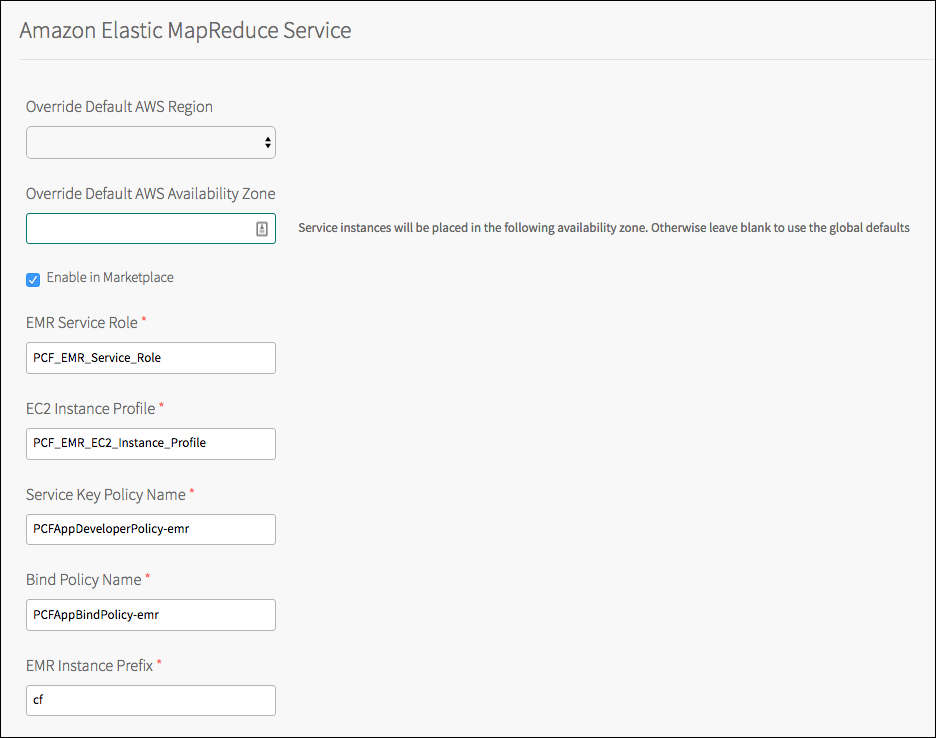 Amazon Elastic MapReduce Service
Override Default AWS Region
Override Default AWS Availability Zone
Service instances will be placed in the following availability zone. Otherwise leave blank to use the global defaults
Enable in Marketplace
EMR Service Role *
PCF_EMR_Service_Role
EC2 Instance Profile *
PCF_EMR_EC2_Instance_Profile
Service Key Policy Name *
PCFAppDeveloperPolicy-emr
Bind Policy Name *
PCFAppBindPolicy-emr
EMR Instance Prefix *
cf